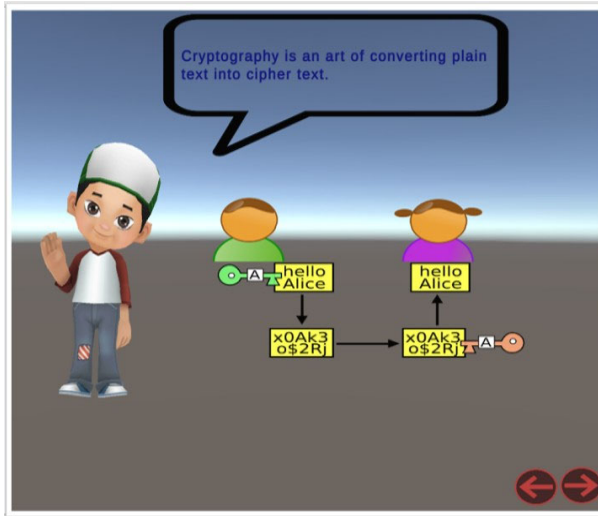 Cryptography is an art of converting plain
text into cipher text.
A
hello
Alice
hello
Alice
x0Ak3
o$2Rj
x0Ak3
o$2Rj
A